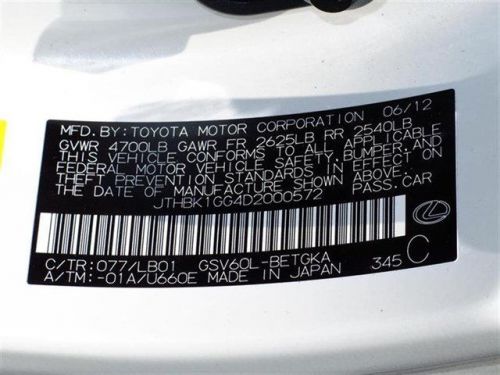 MFD. BY: TOYOTA MOTOR CORPORATION 06/12
GVWR 4700LB GAWR FR 2625LB RR 2540LB
THIS VEHICLE CONFORMS TO ALL APPLICABLE
FEDERAL MOTOR VEHICLE SAFETY, BUMPER, AND
THEFT PREVENTION STANDARDS IN EFFECT ON
THE DATE OF MANUFACTURE SHOWN ABOVE.
JTHBK1GG4D2000572 PASS.CAR
C/TR:077/LB01 GSV60L-BETGKA 345 C
A/TM:-01A/U660E MADE IN JAPAN